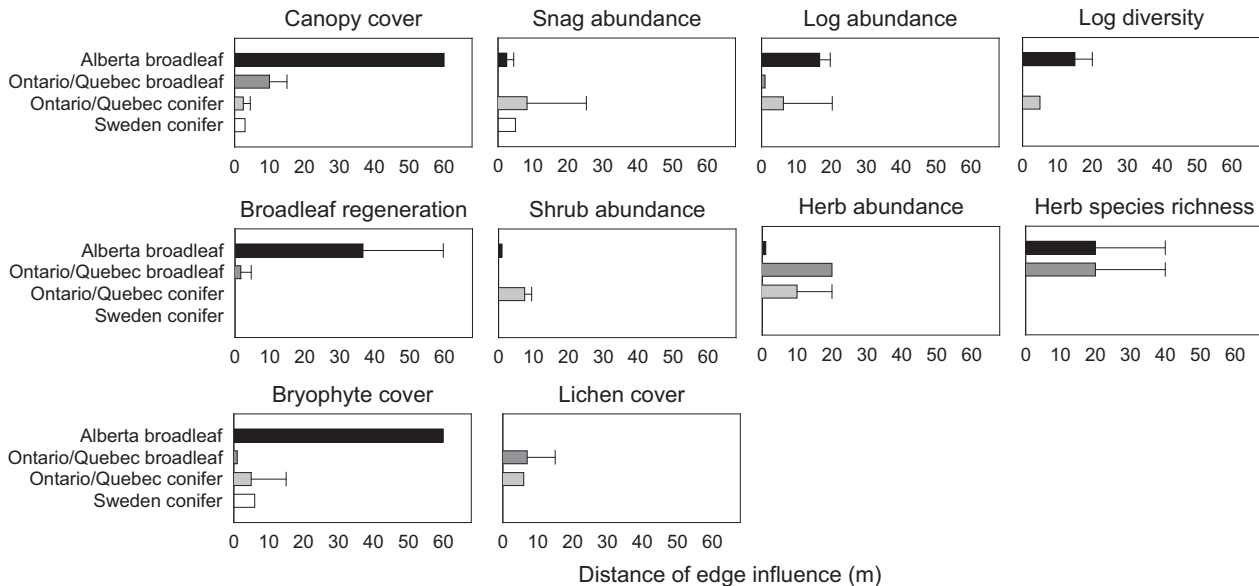 Canopy cover
Snag abundance
Log abundance
Log diversity
Alberta broadleaf
Ontario/Quebec broadleaf
Ontario/Quebec conifer
Sweden conifer
0 10 20 30 40 50 60
0 10 20 30 40 50 60
0 10 20 30 40 50 60
0 10 20 30 40 50 60
Broadleaf regeneration
Shrub abundance
Herb abundance
Herb species richness
Alberta broadleaf
Ontario/Quebec broadleaf
Ontario/Quebec conifer
Sweden conifer
0 10 20 30 40 50 60
0 10 20 30 40 50 60
0 10 20 30 40 50 60
0 10 20 30 40 50 60
Bryophyte cover
Lichen cover
Alberta broadleaf
Ontario/Quebec broadleaf
Ontario/Quebec conifer
Sweden conifer
0 10 20 30 40 50 60
0 10 20 30 40 50 60
Distance of edge influence (m)